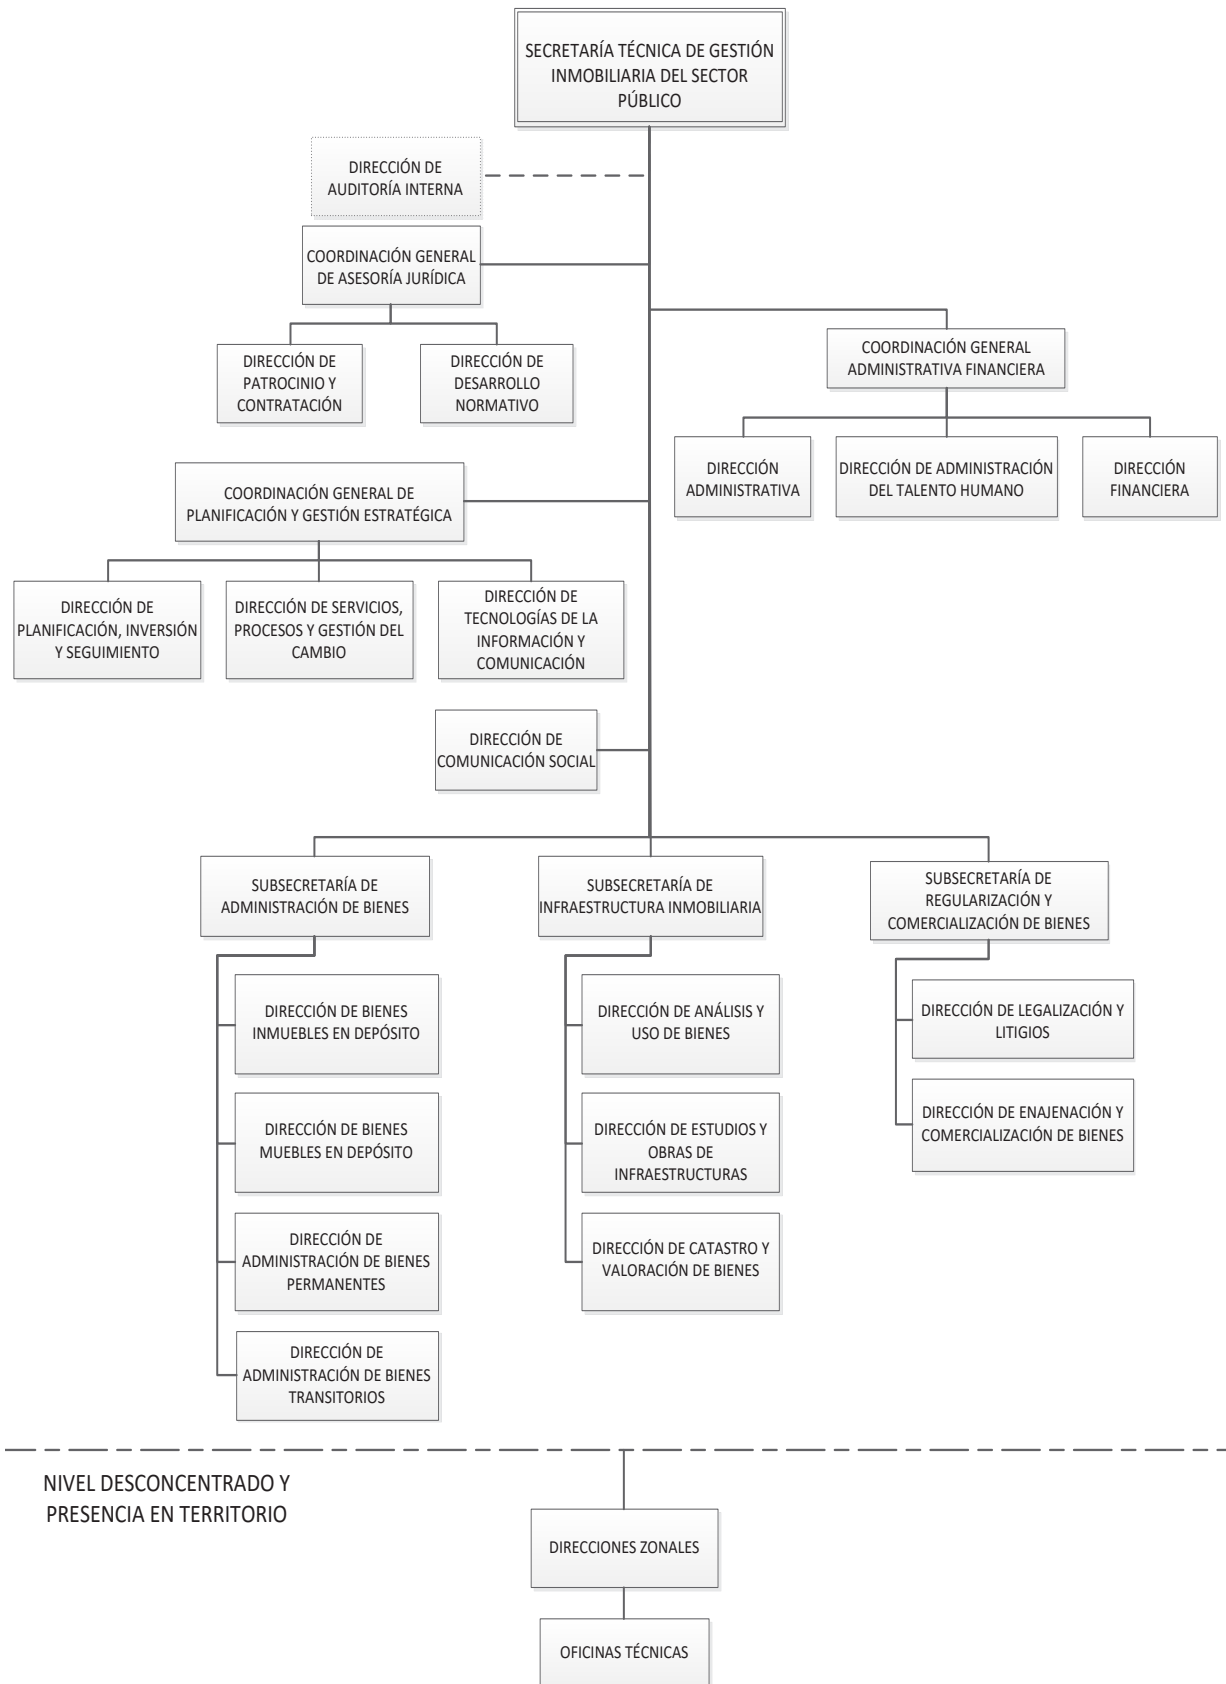 SECRETARÍA TÉCNICA DE GESTIÓN
INMOBILIARIA DEL SECTOR
PÚBLICO
DIRECCIÓN DE
AUDITORÍA INTERNA
COORDINACIÓN GENERAL
DE ASESORÍA JURÍDICA
DIRECCIÓN DE
PATROCINIO Y
CONTRATACIÓN
DIRECCIÓN DE
DESARROLLO
NORMATIVO
COORDINACIÓN GENERAL
ADMINISTRATIVA FINANCIERA
DIRECCIÓN
ADMINISTRATIVA
DIRECCIÓN DE ADMINISTRACIÓN
DEL TALENTO HUMANO
DIRECCIÓN
FINANCIERA
COORDINACIÓN GENERAL DE
PLANIFICACIÓN Y GESTIÓN ESTRATÉGICA
DIRECCIÓN DE
PLANIFICACIÓN, INVERSIÓN
Y SEGUIMIENTO
DIRECCIÓN DE SERVICIOS,
PROCESOS Y GESTIÓN DEL
CAMBIO
DIRECCIÓN DE
TECNOLOGÍAS DE LA
INFORMACIÓN Y
COMUNICACIÓN
DIRECCIÓN DE
COMUNICACIÓN SOCIAL
SUBSECRETARÍA DE
ADMINISTRACIÓN DE BIENES
SUBSECRETARÍA DE
INFRAESTRUCTURA INMOBILIARIA
SUBSECRETARÍA DE
REGULARIZACIÓN Y
COMERCIALIZACIÓN DE BIENES
DIRECCIÓN DE BIENES
INMUEBLES EN DEPÓSITO
DIRECCIÓN DE BIENES
MUEBLES EN DEPÓSITO
DIRECCIÓN DE
ADMINISTRACIÓN DE BIENES
PERMANENTES
DIRECCIÓN DE
ADMINISTRACIÓN DE BIENES
TRANSITORIOS
DIRECCIÓN DE ANÁLISIS Y
USO DE BIENES
DIRECCIÓN DE ESTUDIOS Y
OBRAS DE
INFRAESTRUCTURAS
DIRECCIÓN DE CATASTRO Y
VALORACIÓN DE BIENES
DIRECCIÓN DE LEGALIZACIÓN Y
LITIGIOS
DIRECCIÓN DE ENAJENACIÓN Y
COMERCIALIZACIÓN DE BIENES
NIVEL DESCONCENTRADO Y
PRESENCIA EN TERRITORIO
DIRECCIONES ZONALES
OFICINAS TÉCNICAS